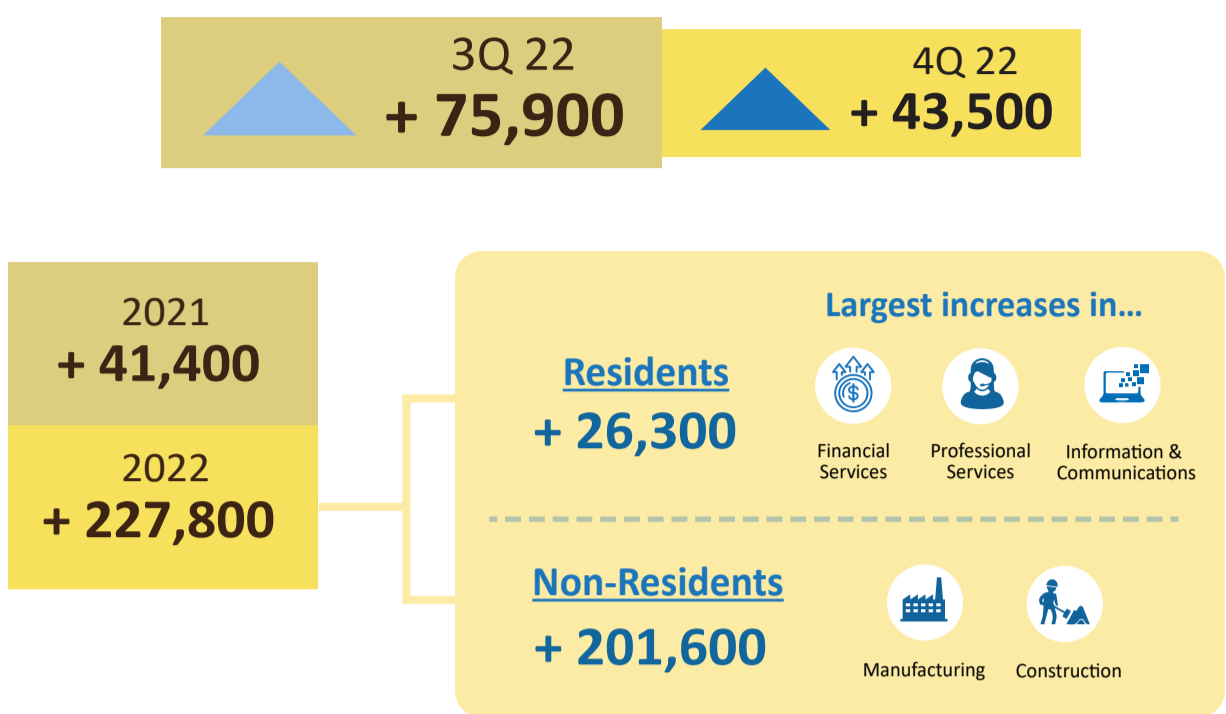 3Q 22
+ 75,900
4Q 22
+ 43,500
2021
+ 41,400
2022
+ 227,800
Largest increases in…
Residents
+ 26,300
Financial
Services
Professional
Services
Information &
Communications
Non-Residents
+ 201,600
Manufacturing
Construction